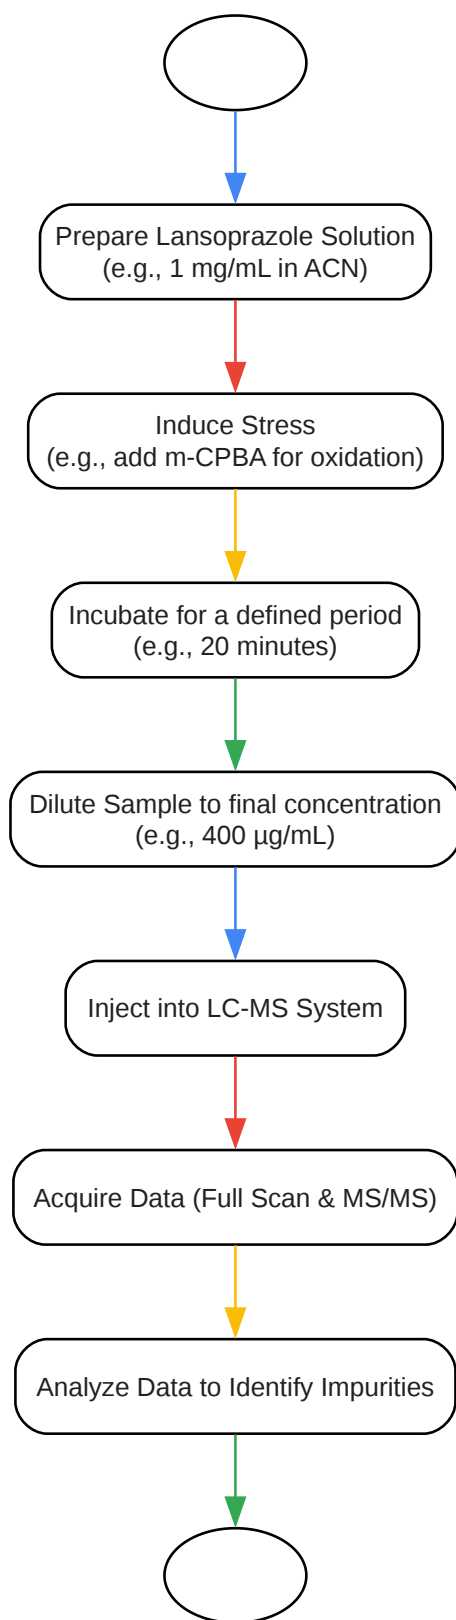 Prepare Lansoprazole Solution
(e.g., 1 mg/mL in ACN)
Induce Stress
(e.g., add m-CPBA for oxidation)
Incubate for a defined period
(e.g., 20 minutes)
Dilute Sample to final concentration
(e.g., 400 µg/mL)
Inject into LC-MS System
Acquire Data (Full Scan & MS/MS)
Analyze Data to Identify Impurities